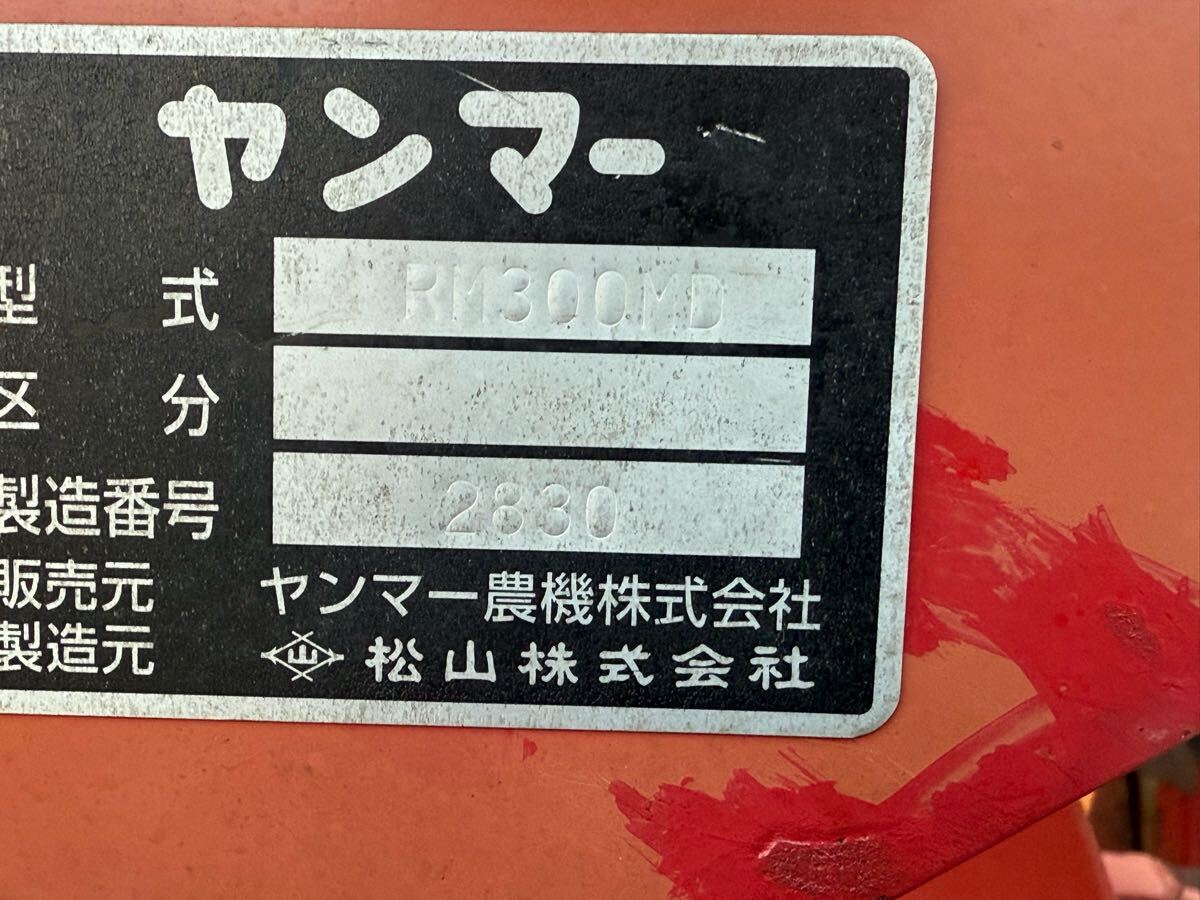 ヤンマー
型式 RM300MD
区分
製造番号 2830
販売元 ヤンマー農機株式会社
製造元 山 松山株式会社